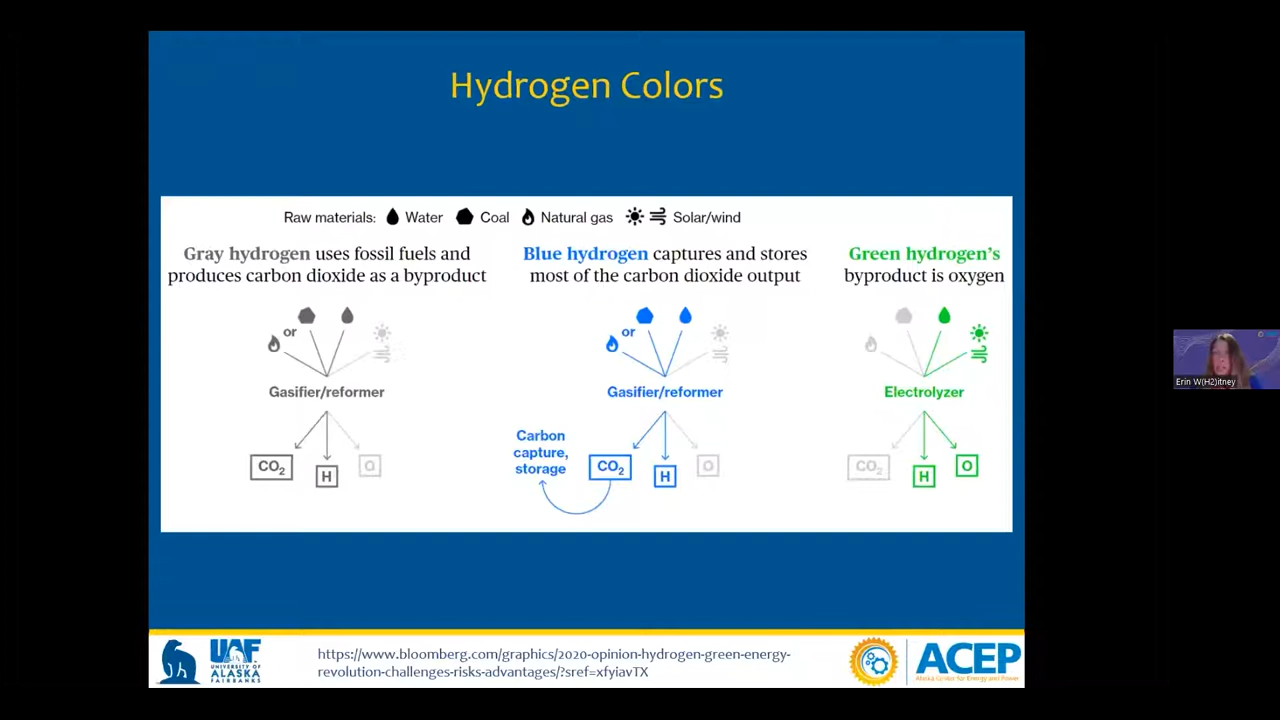 Hydrogen Colors
Raw materials: Water Coal Natural gas Solar/wind
Gray hydrogen uses fossil fuels and
produces carbon dioxide as a byproduct
or
Gasifier/reformer
CO₂
H
O
Blue hydrogen captures and stores
most of the carbon dioxide output
or
Gasifier/reformer
Carbon
capture,
storage
CO₂
H
O
Green hydrogen's
byproduct is oxygen
Electrolyzer
CO₂
H
O
Erin W(H2)itney
UAF
UNIVERSITY OF
ALASKA
FAIRBANKS
https://www.bloomberg.com/graphics/2020-opinion-hydrogen-green-energy-
revolution-challenges-risks-advantages/?sref=xfyiavTX
ACEP
Alaska Center for Energy and Power